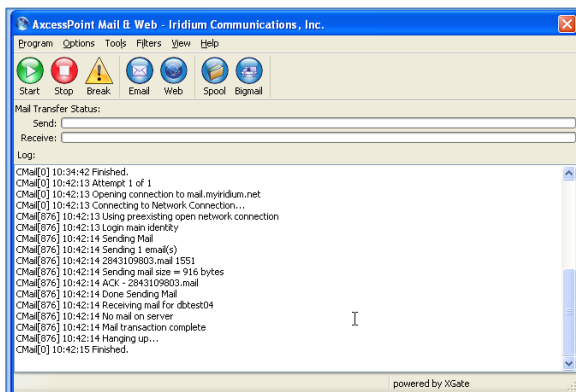 AxcessPoint Mail & Web - Iridium Communications, Inc.
Program Options Tools Filters View Help
Start Stop Break Email Web Spool Bigmail
Mail Transfer Status:
Send:
Receive:
Log:
CMail[0] 10:34:42 Finished.
CMail[0] 10:42:13 Attempt 1 of 1
CMail[0] 10:42:13 Opening connection to mail.myiridium.net
CMail[0] 10:42:13 Connecting to Network Connection...
CMail[876] 10:42:13 Using preexisting open network connection
CMail[876] 10:42:13 Login main identity
CMail[876] 10:42:14 Sending Mail
CMail[876] 10:42:14 Sending 1 email(s)
CMail[876] 10:42:14 2843109803.mail 1551
CMail[876] 10:42:14 Sending mail size = 916 bytes
CMail[876] 10:42:14 ACK - 2843109803.mail
CMail[876] 10:42:14 Done Sending Mail
CMail[876] 10:42:14 Receiving mail for dbtest04
CMail[876] 10:42:14 No mail on server
CMail[876] 10:42:14 Mail transaction complete
CMail[876] 10:42:14 Hanging up...
CMail[0] 10:42:15 Finished.
powered by XGate